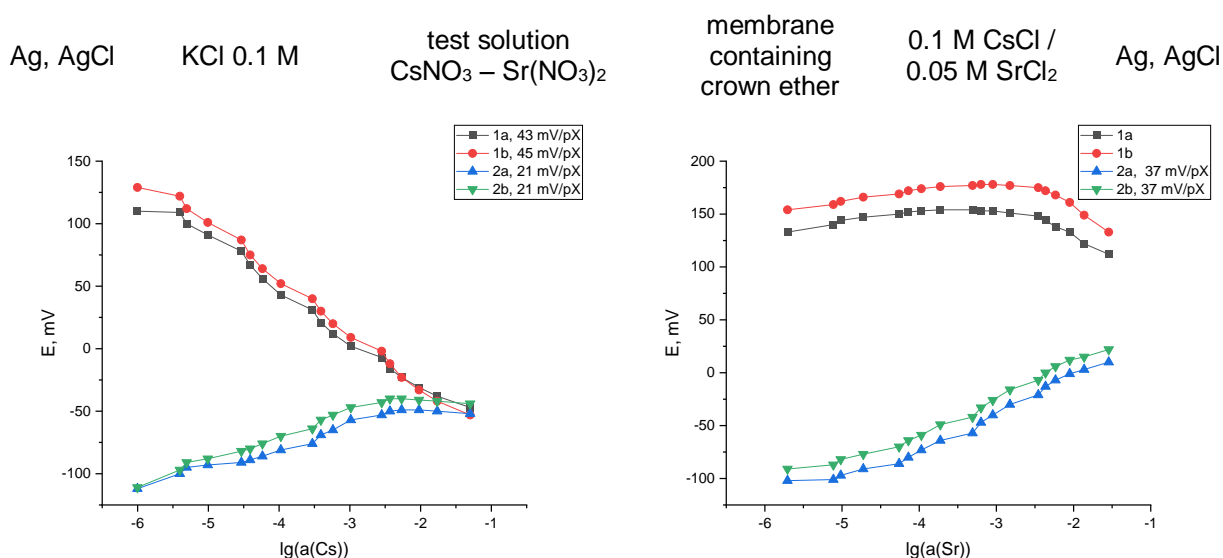 Ag, AgCl
KCl 0.1 M
test solution
CsNO₃ – Sr(NO₃)₂
membrane
containing
crown ether
0.1 M CsCl /
0.05 M SrCl₂
Ag, AgCl
1a, 43 mV/pX
1b, 45 mV/pX
2a, 21 mV/pX
2b, 21 mV/pX
150
100
50
0
-50
-100
E, mV
-6 -5 -4 -3 -2 -1
lg(a(Cs))
1a
1b
2a, 37 mV/pX
2b, 37 mV/pX
200
150
100
50
0
-50
-100
E, mV
-6 -5 -4 -3 -2 -1
lg(a(Sr))